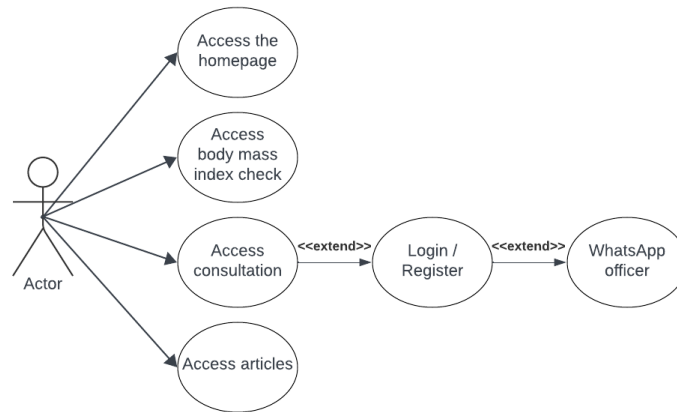 Access the
homepage
Access
body mass
index check
Access
consultation
<<extend>>
Login /
Register
<<extend>>
WhatsApp
officer
Actor
Access articles